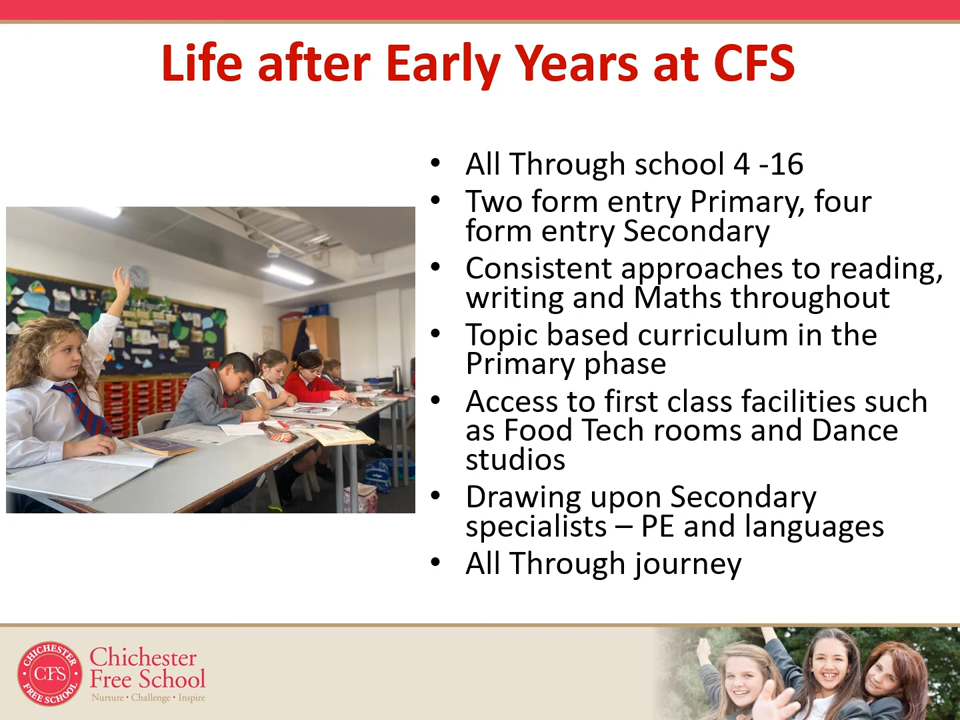 Life after Early Years at CFS
• All Through school 4 -16
• Two form entry Primary, four
form entry Secondary
• Consistent approaches to reading,
writing and Maths throughout
• Topic based curriculum in the
Primary phase
• Access to first class facilities such
as Food Tech rooms and Dance
studios
• Drawing upon Secondary
specialists – PE and languages
• All Through journey
CHICHESTER
CFS
FREE SCHOOL
Chichester
Free School
Nurture • Challenge • Inspire